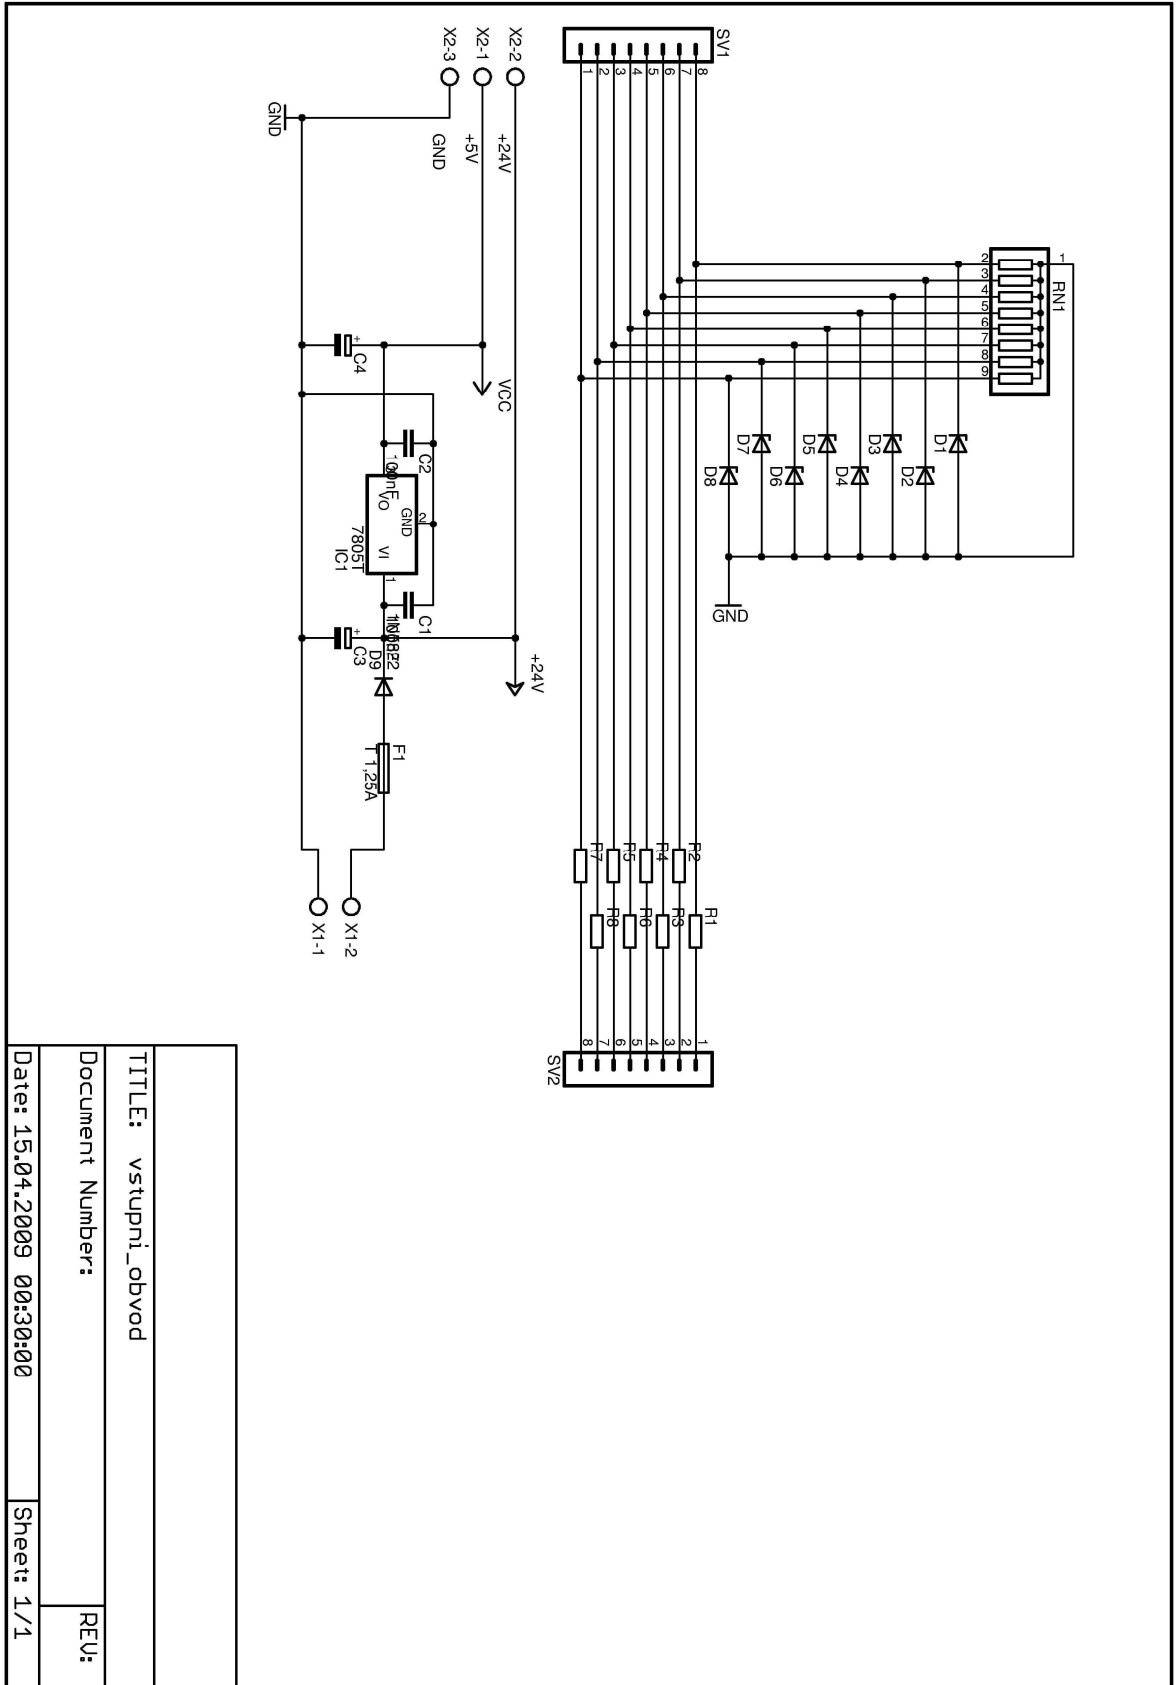 X2-3
X2-1
X2-2
GND
GND
+5V
+24V
SV1
1
2
3
4
5
6
7
8
2
3
4
5
6
7
8
9
1
RN1
C4
VCC
C2
100nF
VO
GND
VI
2
1
7805T
IC1
C1
C3
D9
1N5822
+24V
F1
T 1,25A
X1-1
X1-2
D1
D2
D3
D4
D5
D6
D7
D8
GND
R7
R5
R4
R2
R8
R6
R3
R1
8
7
6
5
4
3
2
1
SV2
TITLE: vstupni_obvod
Document Number:
REV:
Date: 15.04.2009 00:30:00
Sheet: 1/1